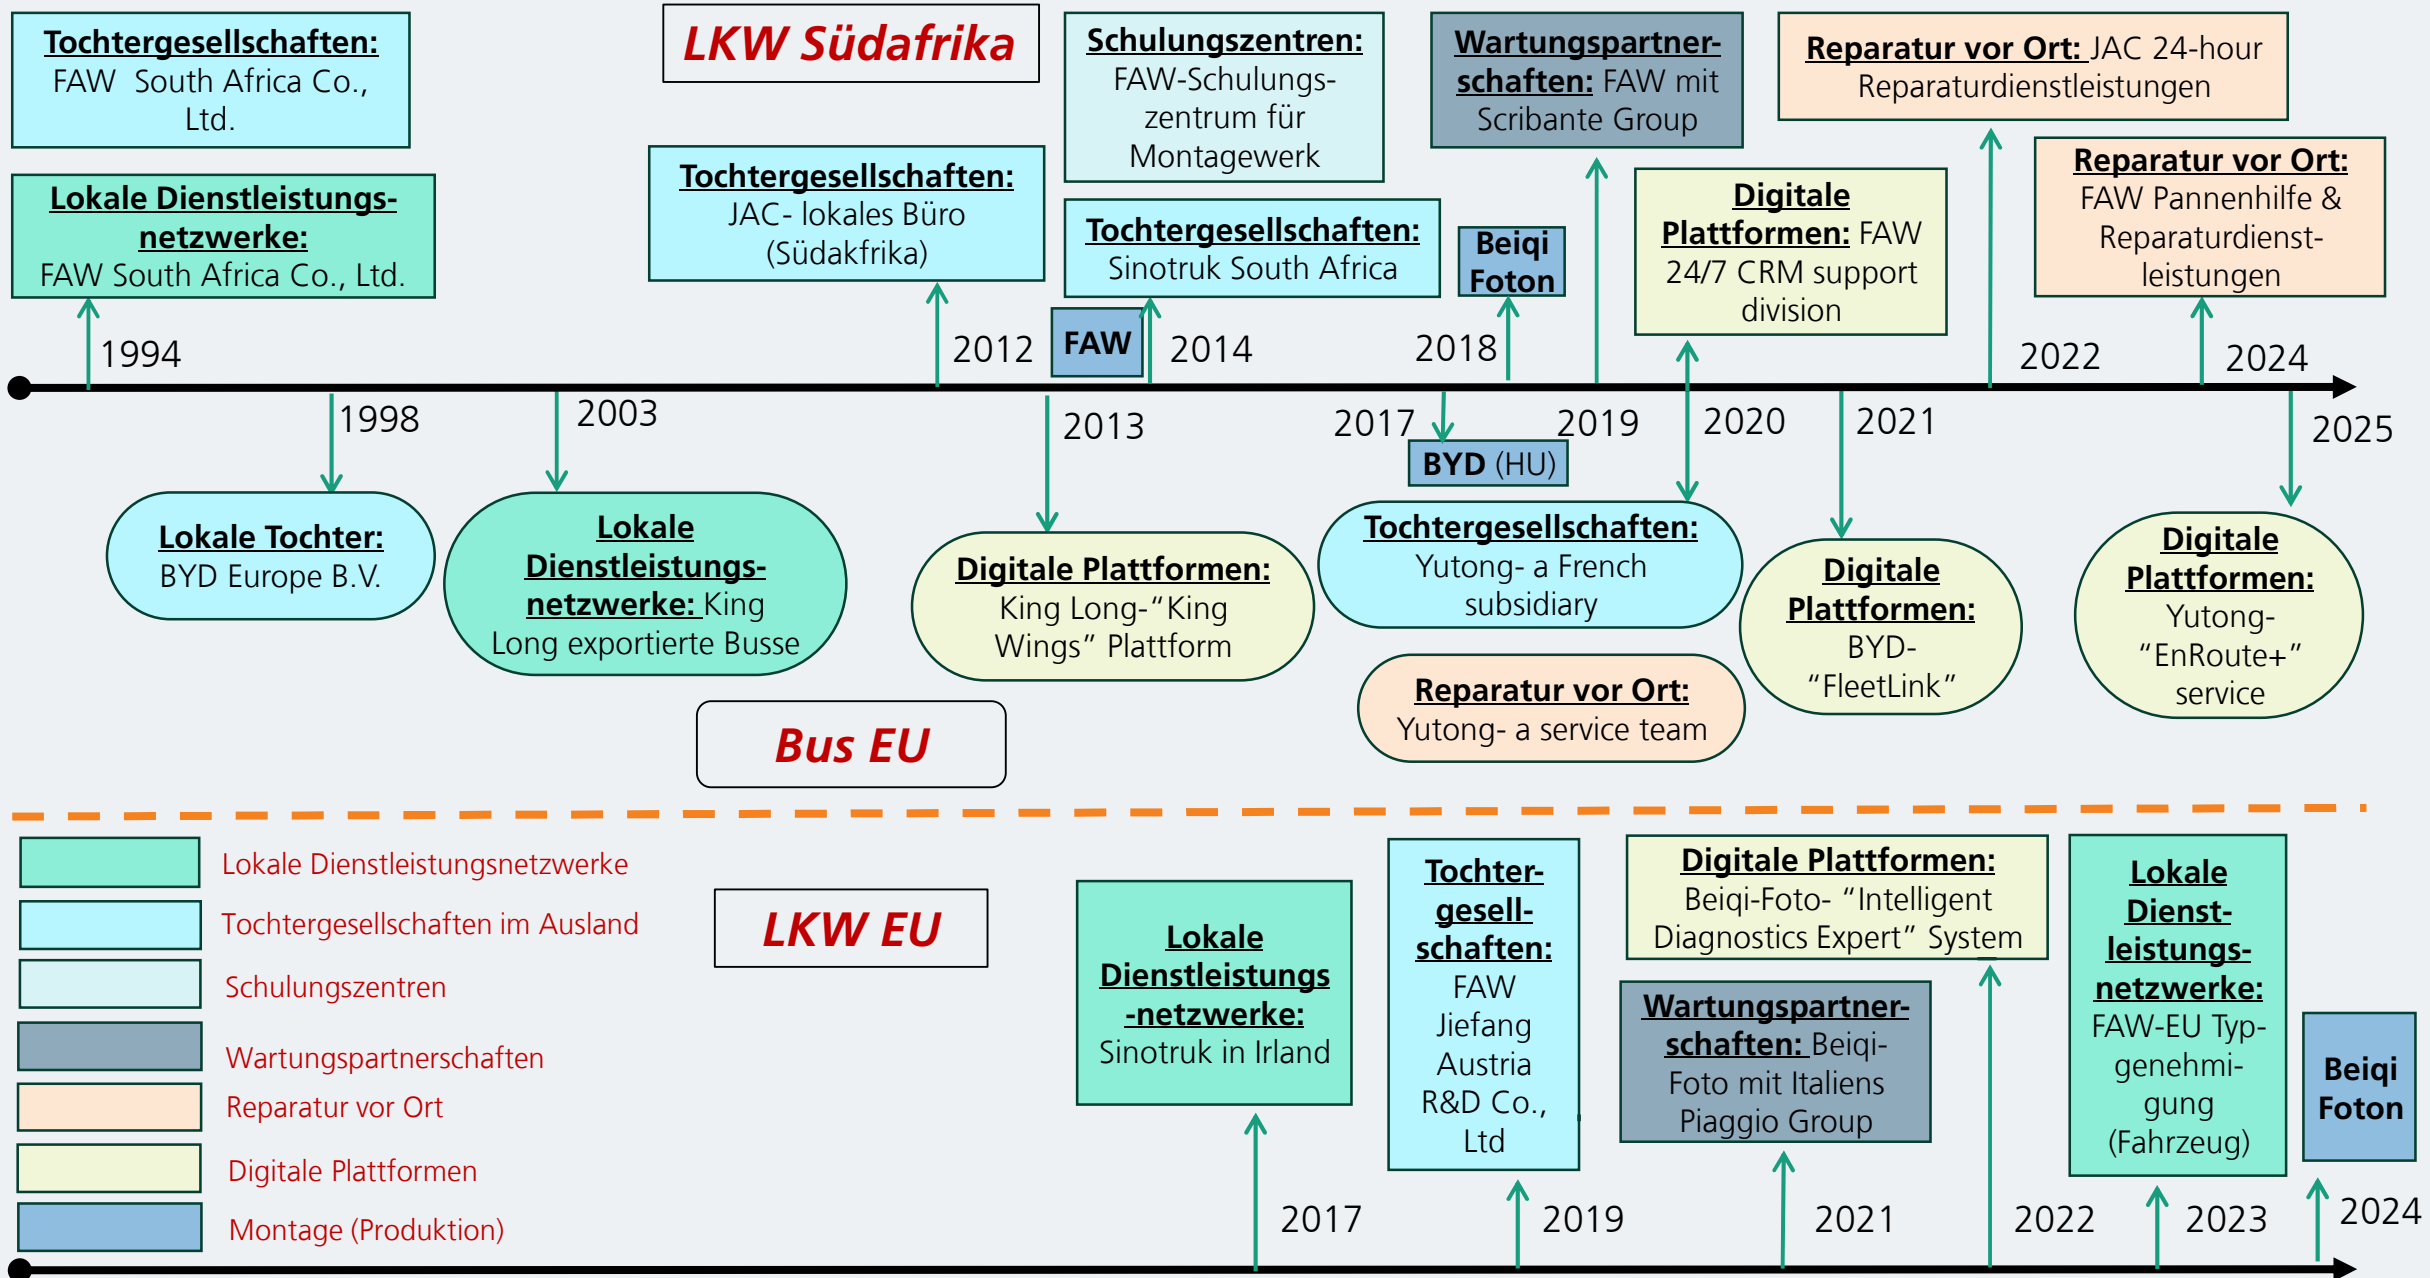 Tochtergesellschaften:
FAW South Africa Co.,
Ltd.
Lokale Dienstleistungs-
netzwerke:
FAW South Africa Co., Ltd.
LKW Südafrika
Tochtergesellschaften:
JAC- lokales Büro
(Südakfrika)
Schulungszentren:
FAW-Schulungs-
zentrum für
Montagewerk
Tochtergesellschaften:
Sinotruk South Africa
FAW
Beiqi
Foton
Wartungspartner-
schaften: FAW mit
Scribante Group
Digitale
Plattformen: FAW
24/7 CRM support
division
Reparatur vor Ort: JAC 24-hour
Reparaturdienstleistungen
Reparatur vor Ort:
FAW Pannenhilfe &
Reparaturdienst-
leistungen
1994
2012
2014
2018
2022
2024
1998
2003
2013
2017
2019
2020
2021
2025
BYD (HU)
Lokale Tochter:
BYD Europe B.V.
Lokale
Dienstleistungs-
netzwerke: King
Long exportierte Busse
Digitale Plattformen:
King Long-“King
Wings” Plattform
Tochtergesellschaften:
Yutong- a French
subsidiary
Reparatur vor Ort:
Yutong- a service team
Digitale
Plattformen:
BYD-
“FleetLink”
Digitale
Plattformen:
Yutong-
“EnRoute+”
service
Bus EU
Lokale Dienstleistungsnetzwerke
Tochtergesellschaften im Ausland
Schulungszentren
Wartungspartnerschaften
Reparatur vor Ort
Digitale Plattformen
Montage (Produktion)
LKW EU
Lokale
Dienstleistungs
-netzwerke:
Sinotruk in Irland
Tochter-
gesell-
schaften:
FAW
Jiefang
Austria
R&D Co.,
Ltd
Digitale Plattformen:
Beiqi-Foto- “Intelligent
Diagnostics Expert” System
Wartungspartner-
schaften: Beiqi-
Foto mit Italiens
Piaggio Group
Lokale
Dienst-
leistungs-
netzwerke:
FAW-EU Typ-
genehmi-
gung
(Fahrzeug)
Beiqi
Foton
2017
2019
2021
2022
2023
2024